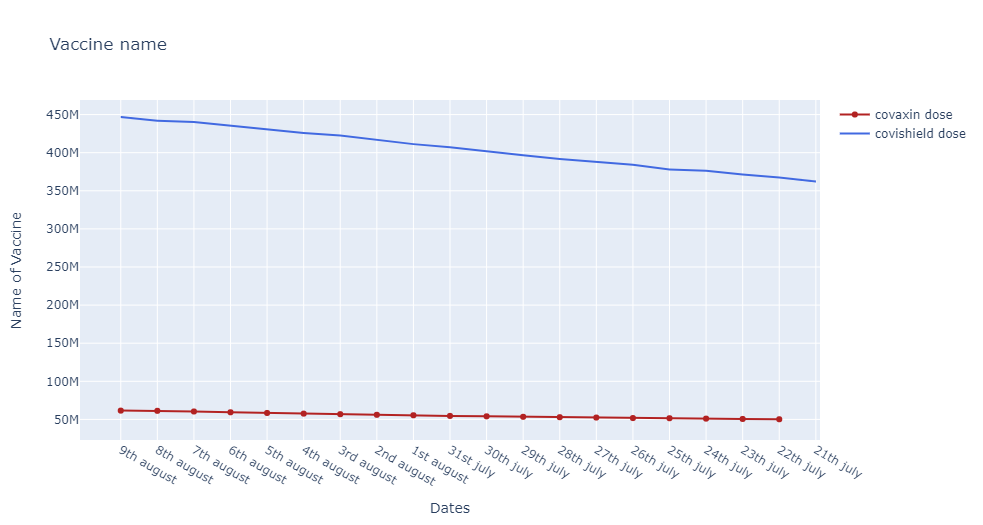 Vaccine name
covaxin dose
covishield dose
450M
400M
350M
300M
250M
200M
150M
100M
50M
Name of Vaccine
9th august
8th august
7th august
6th august
5th august
4th august
3rd august
2nd august
1st august
31st july
30th july
29th july
28th july
27th july
26th july
25th july
24th july
23th july
22th july
21th july
Dates